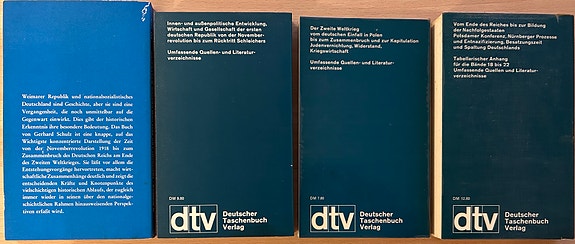 Weimarer Republik und nationalsozialistisches
Deutschland sind Geschichte, aber sie sind eine
Vergangenheit, die noch unmittelbar auf die
Gegenwart einwirkt. Dies gibt der historischen
Erkenntnis ihre besondere Bedeutung. Das Buch
von Gerhard Schulz ist eine knappe, auf das
Wichtigste konzentrierte Darstellung der Zeit
von der Novemberrevolution 1918 bis zum
Zusammenbruch des Deutschen Reichs am Ende
des Zweiten Weltkrieges. Sie läßt vor allem die
Entstehungsvorgänge hervortreten, macht wirt-
schaftliche Zusammenhänge deutlich und zeigt die
entscheidenden Kräfte und Knotenpunkte des
vielschichtigen historischen Ablaufs, der zugleich
immer wieder in seinen über den national-
geschichtlichen Rahmen hinausweisenden Perspek-
tiven erfaßt wird.
Innen- und außenpolitische Entwicklung,
Wirtschaft und Gesellschaft der ersten
deutschen Republik von der November-
revolution bis zum Rücktritt Schleichers
Umfassende Quellen- und Literatur-
verzeichnisse
DM 9.80
dtv
Deutscher
Taschenbuch
Verlag
Der Zweite Weltkrieg
vom deutschen Einfall in Polen
bis zum Zusammenbruch und zur Kapitulation
Judenvernichtung, Widerstand,
Kriegswirtschaft
Umfassende Quellen- und Literatur-
verzeichnisse
DM 7.80
dtv
Deutscher
Taschenbuch
Verlag
Vom Ende des Reiches bis zur Bildung
der Nachfolgestaaten
Potsdamer Konferenz, Nürnberger Prozesse
und Entnazifizierung, Besatzungszeit
und Spaltung Deutschlands
Tabellarischer Anhang
für die Bände 18 bis 22
Umfassende Quellen und Literatur-
verzeichnisse
DM 12.80
dtv
Deutscher
Taschenbuch
Verlag